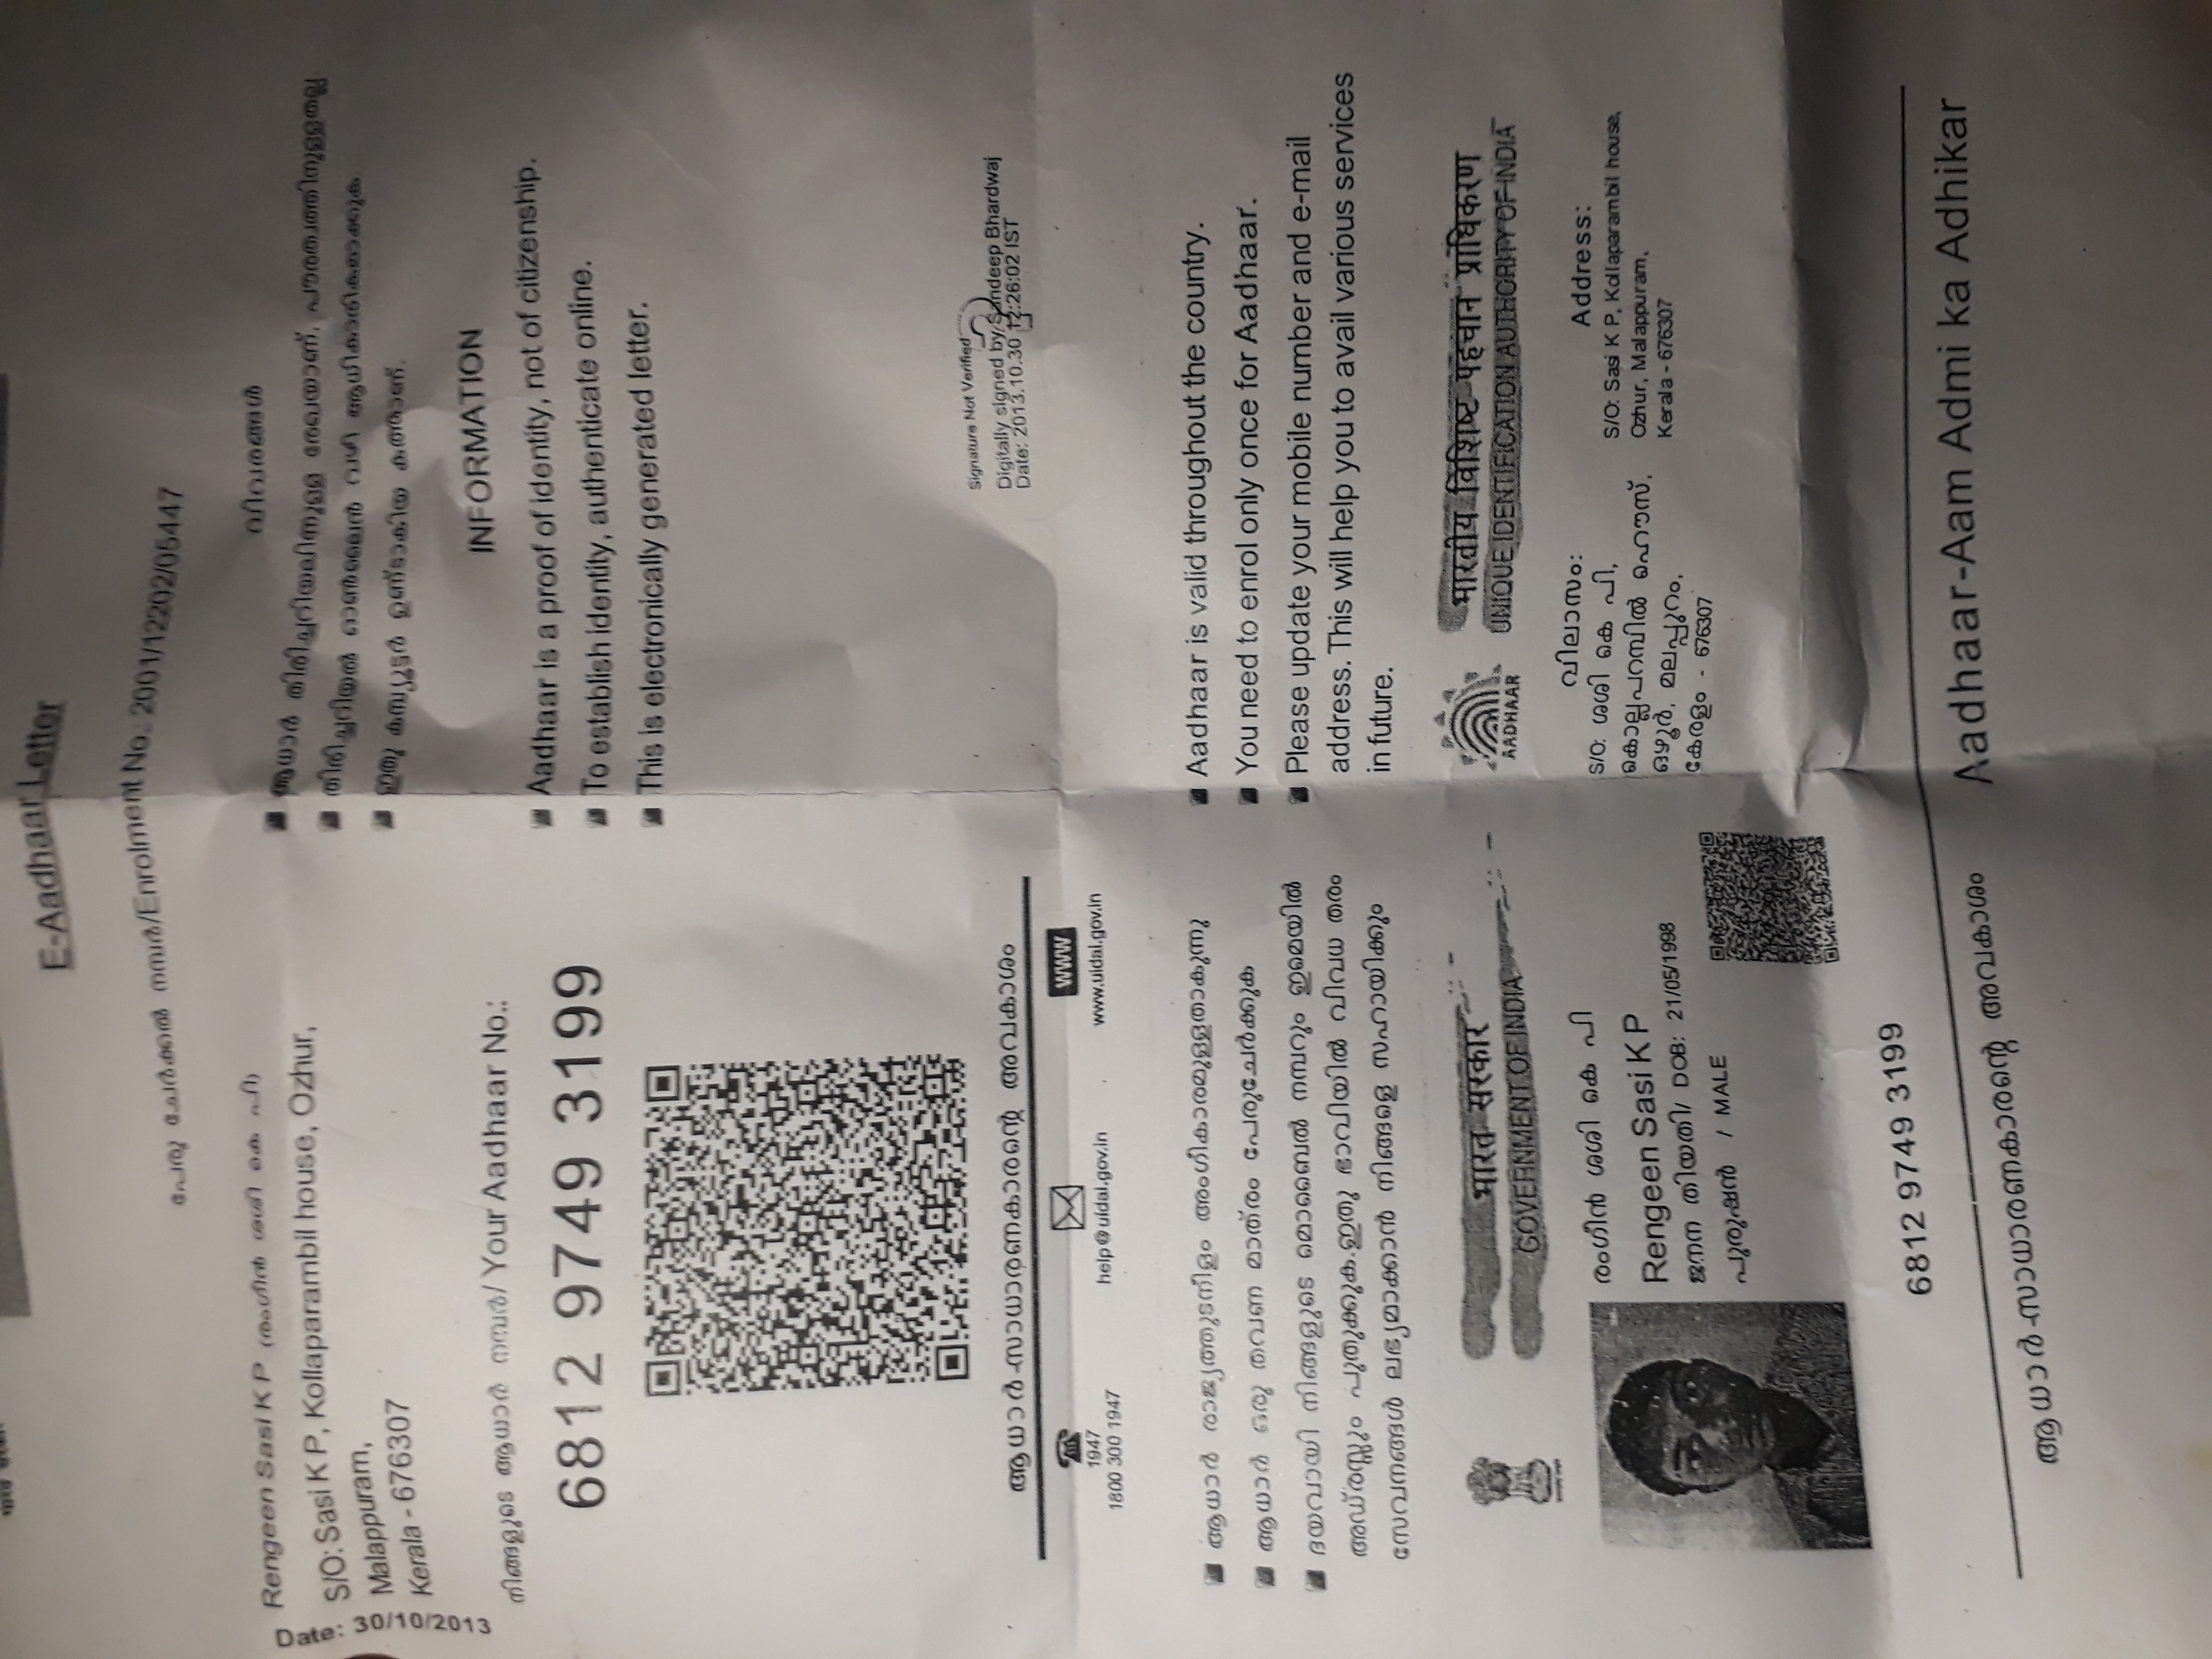 E-Aadhaar Letter
പേരു ചേർക്കൽ നമ്പർ/Enrolment No.: 2001/12202/05447
Date: 30/10/2013
Rengeen Sasi K P (രംഗീൻ ശശി കെ പി)
S/O: Sasi K P, Kollaparambil house, Ozhur,
Malappuram,
Kerala - 676307
നിങ്ങളുടെ ആധാർ നമ്പർ/ Your Aadhaar No.:
6812 9749 3199
ആധാർ-സാധാരണകാരന്റെ അവകാശം
1947
1800 300 1947
help@uidai.gov.in
WWW
www.uidai.gov.in
വിവരങ്ങൾ
ആധാർ തിരിച്ചറിയലിന്നുള്ള രേഖയാണ്, പൗരത്വത്തിനുള്ളതല്ല
തിരിച്ചറിയൽ ഓൺലൈൻ വഴി ആധികാരികമാക്കുക
ഇതു കമ്പ്യൂട്ടർ ഉണ്ടാകിയ കത്താണ്.
INFORMATION
Aadhaar is a proof of identity, not of citizenship.
To establish identity, authenticate online.
This is electronically generated letter.
Signature Not Verified
Digitally signed by Sandeep Bhardwaj
Date: 2013.10.30 12:26:02 IST
ആധാർ രാജ്യത്തുടനീളം അംഗീകാരമുള്ളതാകുന്നു
ആധാർ ഒരു തവണ മാത്രം പേരുചേർക്കുക
ദയവായി നിങ്ങളുടെ മൊബൈൽ നമ്പറും ഇമെയിൽ
അഡ്രസ്സും പുതുക്കുക.ഇതു ഭാവിയിൽ വിവധ തരം
സേവനങ്ങൾ ലഭ്യമാക്കാൻ നിങ്ങളെ സഹായിക്കും
Aadhaar is valid throughout the country.
You need to enrol only once for Aadhaar.
Please update your mobile number and e-mail
address. This will help you to avail various services
in future.
भारत सरकार
GOVERNMENT OF INDIA
രംഗീൻ ശശി കെ പി
Rengeen Sasi K P
ജനന തിയതി/ DOB: 21/05/1998
പുരുഷൻ / MALE
6812 9749 3199
ആധാർ-സാധാരണകാരന്റെ അവകാശം
AADHAAR
भारतीय विशिष्ट पहचान प्राधिकरण
UNIQUE IDENTIFICATION AUTHORITY OF INDIA
വിലാസം:
S/O: ശശി കെ പി,
കൊല്ലപറമ്പിൽ ഹൌസ്,
ഒഴൂർ, മലപ്പുറം,
കേരളം - 676307
Address:
S/O: Sasi K P, Kollaparambil house,
Ozhur, Malappuram,
Kerala - 676307
Aadhaar-Aam Admi ka Adhikar